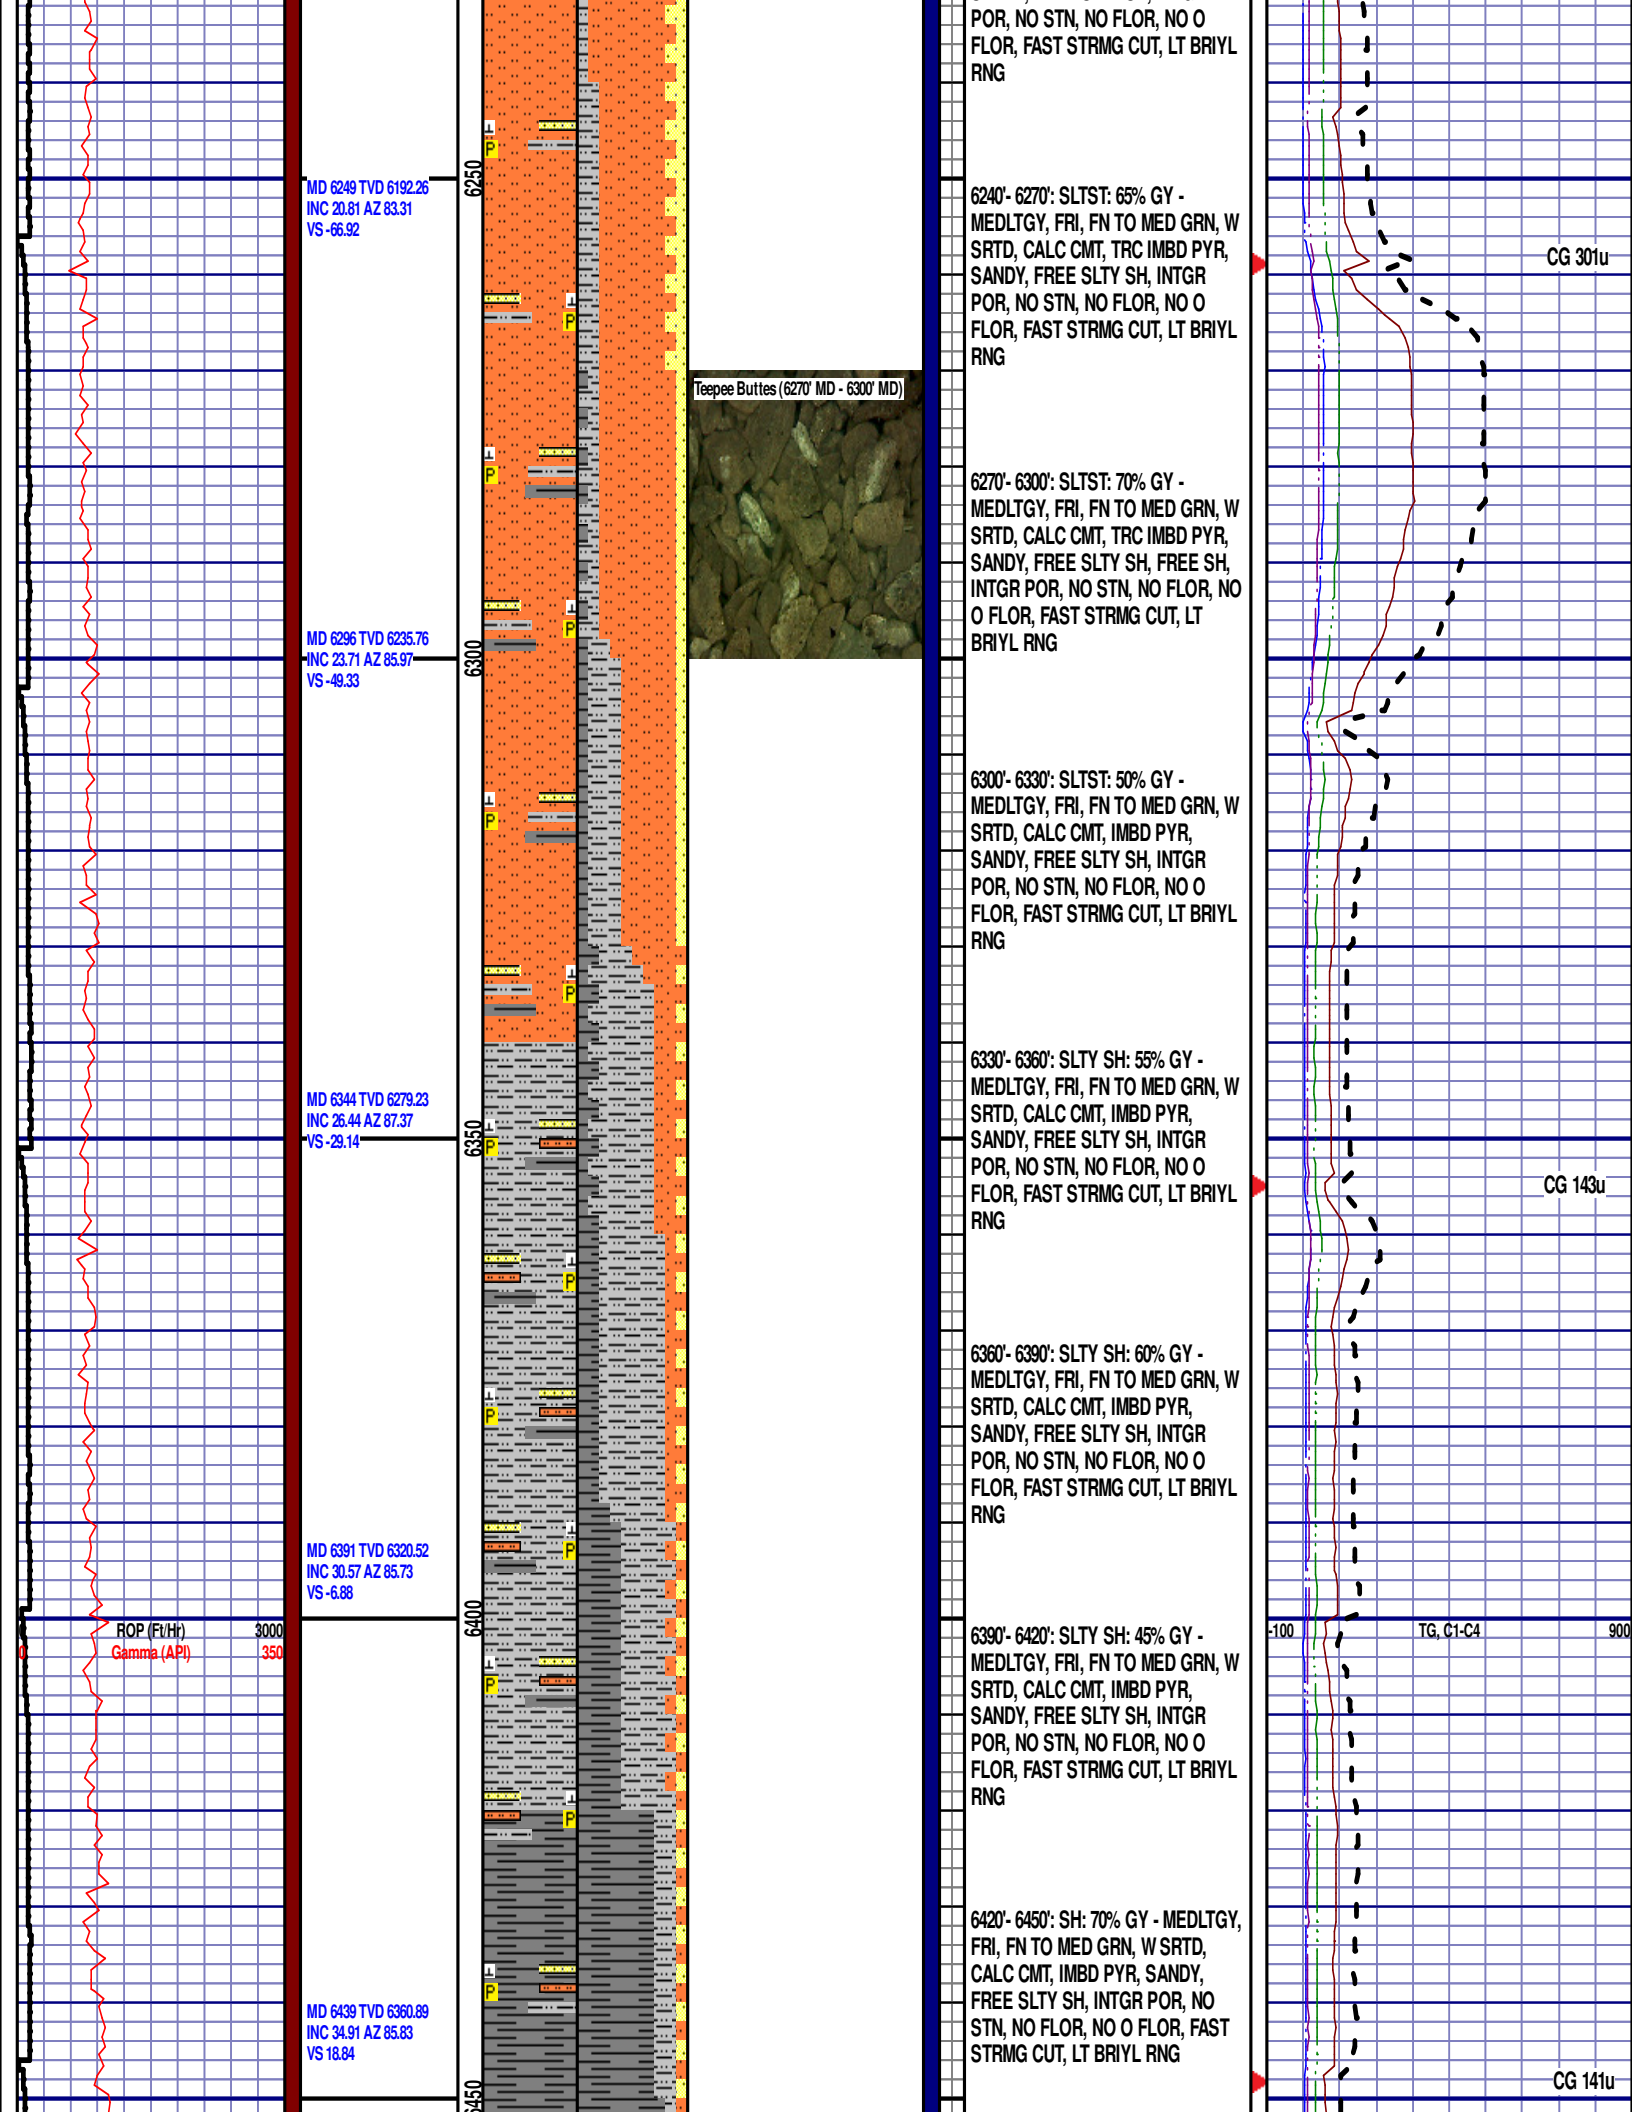 POR, NO STN, NO FLOR, NO O
FLOR, FAST STRMG CUT, LT BRIYL
RNG
P
6250
MD 6249 TVD 6192.26
INC 20.81 AZ 83.31
VS -66.92
6240'- 6270': SLTST: 65% GY -
MEDLTGY, FRI, FN TO MED GRN, W
SRTD, CALC CMT, TRC IMBD PYR,
SANDY, FREE SLTY SH, INTGR
POR, NO STN, NO FLOR, NO O
FLOR, FAST STRMG CUT, LT BRIYL
RNG
CG 301u
P
Teepee Buttes (6270' MD - 6300' MD)
P
6270'- 6300': SLTST: 70% GY -
MEDLTGY, FRI, FN TO MED GRN, W
SRTD, CALC CMT, TRC IMBD PYR,
SANDY, FREE SLTY SH, FREE SH,
INTGR POR, NO STN, NO FLOR, NO
O FLOR, FAST STRMG CUT, LT
BRIYL RNG
P
MD 6296 TVD 6235.76
INC 23.71 AZ 85.97
VS -49.33
6300
6300'- 6330': SLTST: 50% GY -
MEDLTGY, FRI, FN TO MED GRN, W
SRTD, CALC CMT, IMBD PYR,
SANDY, FREE SLTY SH, INTGR
POR, NO STN, NO FLOR, NO O
FLOR, FAST STRMG CUT, LT BRIYL
RNG
P
P
6330'- 6360': SLTY SH: 55% GY -
MEDLTGY, FRI, FN TO MED GRN, W
SRTD, CALC CMT, IMBD PYR,
SANDY, FREE SLTY SH, INTGR
POR, NO STN, NO FLOR, NO O
FLOR, FAST STRMG CUT, LT BRIYL
RNG
MD 6344 TVD 6279.23
INC 26.44 AZ 87.37
VS -29.14
6350
P
CG 143u
P
6360'- 6390': SLTY SH: 60% GY -
MEDLTGY, FRI, FN TO MED GRN, W
SRTD, CALC CMT, IMBD PYR,
SANDY, FREE SLTY SH, INTGR
POR, NO STN, NO FLOR, NO O
FLOR, FAST STRMG CUT, LT BRIYL
RNG
P
P
MD 6391 TVD 6320.52
INC 30.57 AZ 85.73
VS -6.88
6400
ROP (Ft/Hr) 3000
0 Gamma (API) 350
-100 TG, C1-C4 900
6390'- 6420': SLTY SH: 45% GY -
MEDLTGY, FRI, FN TO MED GRN, W
SRTD, CALC CMT, IMBD PYR,
SANDY, FREE SLTY SH, INTGR
POR, NO STN, NO FLOR, NO O
FLOR, FAST STRMG CUT, LT BRIYL
RNG
P
P
6420'- 6450': SH: 70% GY - MEDLTGY,
FRI, FN TO MED GRN, W SRTD,
CALC CMT, IMBD PYR, SANDY,
FREE SLTY SH, INTGR POR, NO
STN, NO FLOR, NO O FLOR, FAST
STRMG CUT, LT BRIYL RNG
P
MD 6439 TVD 6360.89
INC 34.91 AZ 85.83
VS 18.84
6450
CG 141u